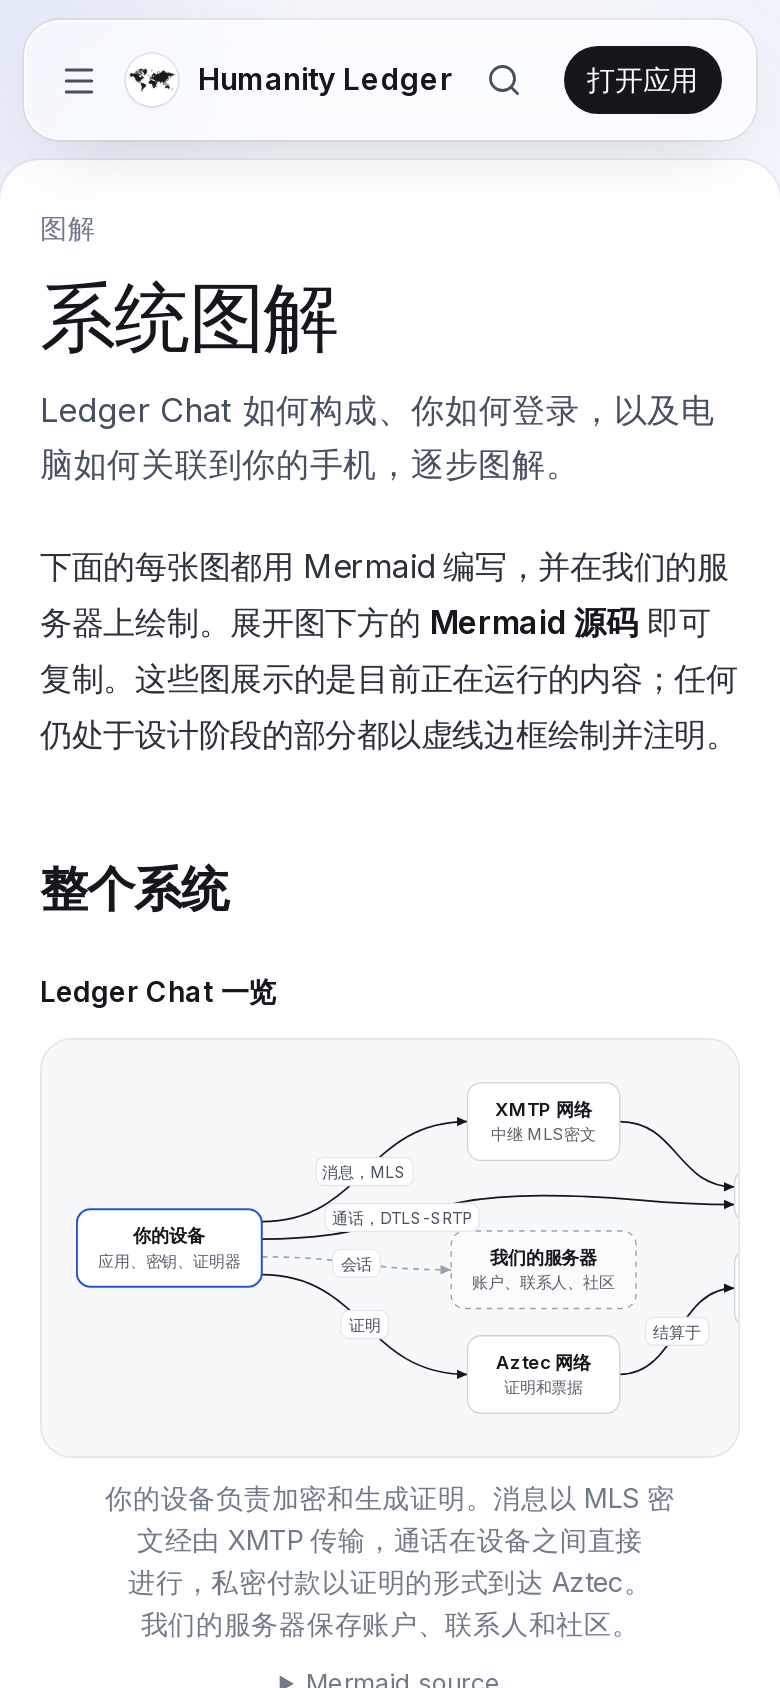 Humanity Ledger
打开应用
图解
系统图解
Ledger Chat 如何构成、你如何登录，以及电
脑如何关联到你的手机，逐步图解。
下面的每张图都用 Mermaid 编写，并在我们的服
务器上绘制。展开图下方的 Mermaid 源码 即可
复制。这些图展示的是目前正在运行的内容；任何
仍处于设计阶段的部分都以虚线边框绘制并注明。
整个系统
Ledger Chat 一览
XMTP 网络
中继 MLS 密文
消息，MLS
通话，DTLS-SRTP
你的设备
应用、密钥、证明器
会话
我们的服务器
账户、联系人、社区
证明
结算于
Aztec 网络
证明和票据
你的设备负责加密和生成证明。消息以 MLS 密
文经由 XMTP 传输，通话在设备之间直接
进行，私密付款以证明的形式到达 Aztec。
我们的服务器保存账户、联系人和社区。
Mermaid source